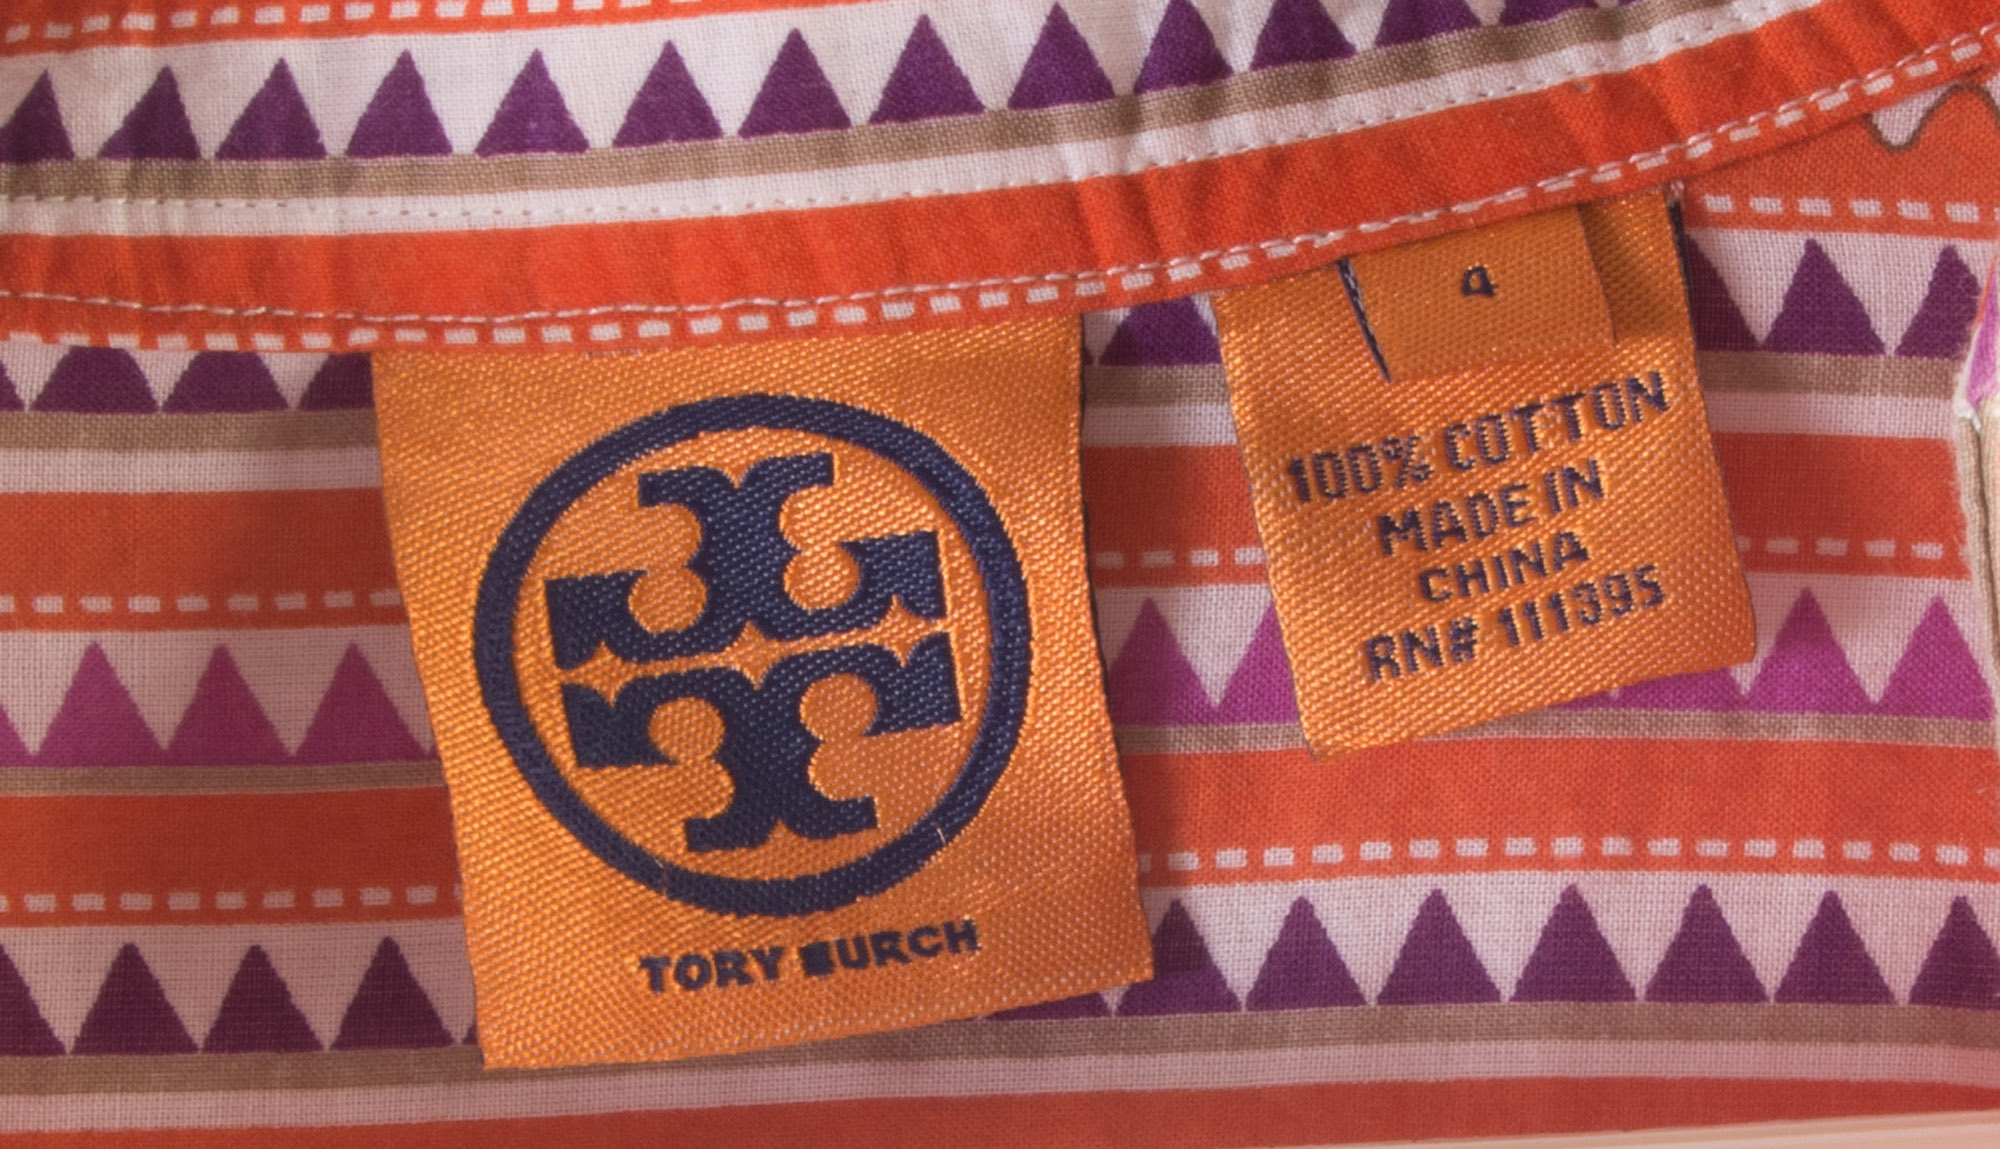 TORY BURCH
4
100% COTTON
MADE IN
CHINA
RN# 111395